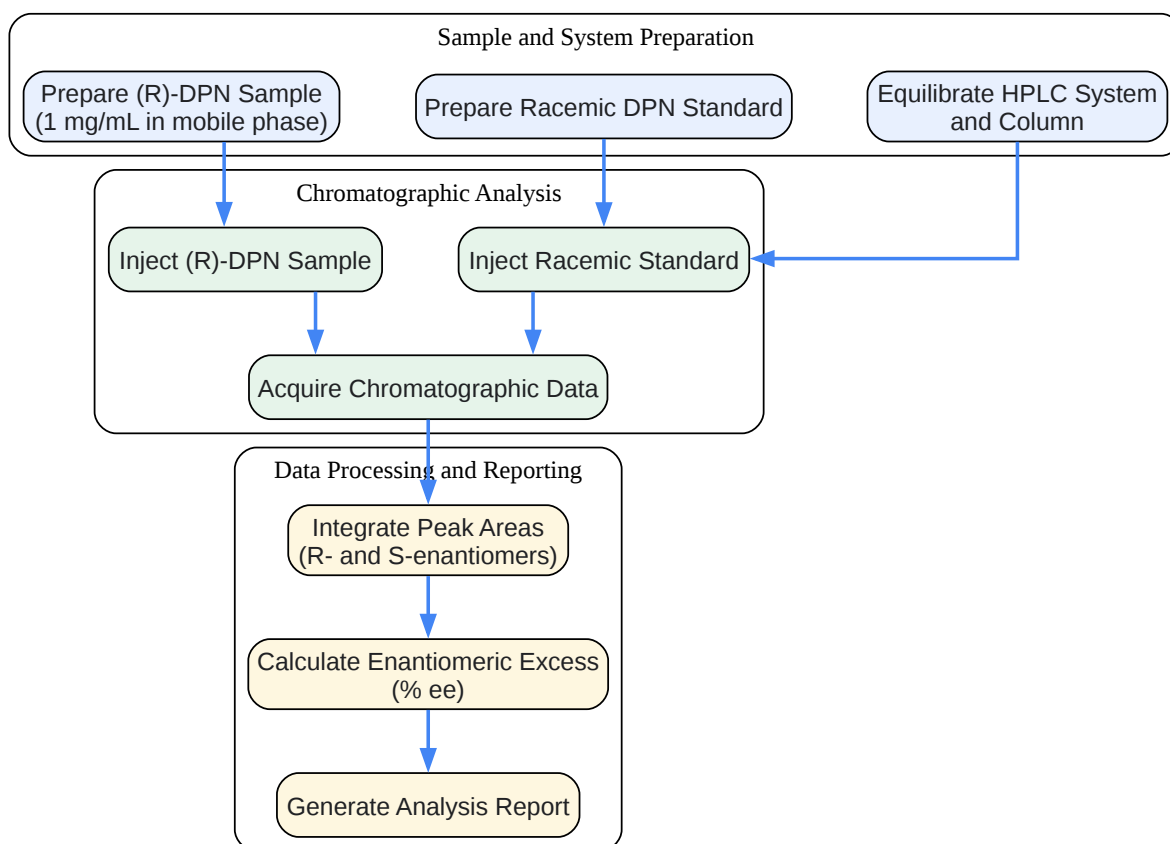 Sample and System Preparation
Prepare (R)-DPN Sample
(1 mg/mL in mobile phase)
Prepare Racemic DPN Standard
Equilibrate HPLC System
and Column
Chromatographic Analysis
Inject (R)-DPN Sample
Inject Racemic Standard
Acquire Chromatographic Data
Data Processing and Reporting
Integrate Peak Areas
(R- and S-enantiomers)
Calculate Enantiomeric Excess
(% ee)
Generate Analysis Report